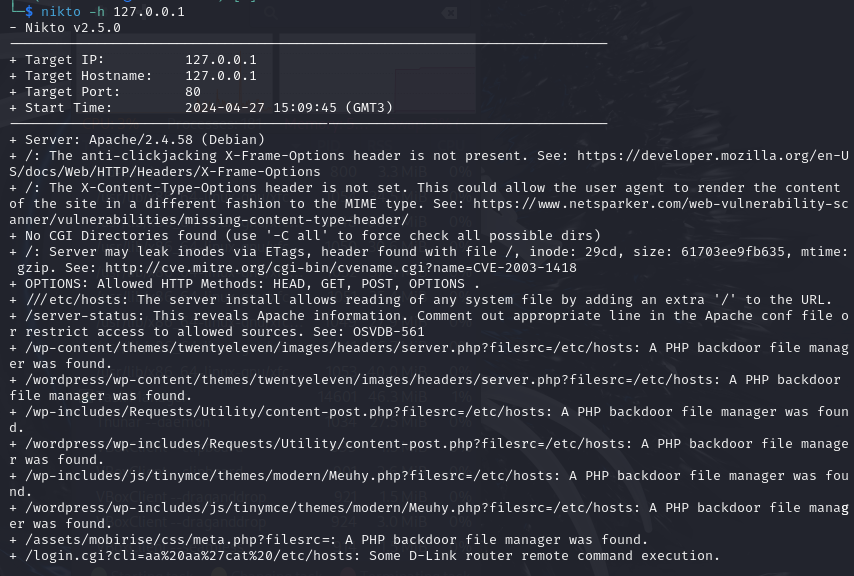 └─$ nikto -h 127.0.0.1
- Nikto v2.5.0
---------------------------------------------------------------------------
+ Target IP:          127.0.0.1
+ Target Hostname:    127.0.0.1
+ Target Port:        80
+ Start Time:         2024-04-27 15:09:45 (GMT3)
---------------------------------------------------------------------------
+ Server: Apache/2.4.58 (Debian)
+ /: The anti-clickjacking X-Frame-Options header is not present. See: https://developer.mozilla.org/en-U
S/docs/Web/HTTP/Headers/X-Frame-Options
+ /: The X-Content-Type-Options header is not set. This could allow the user agent to render the content
of the site in a different fashion to the MIME type. See: https://www.netsparker.com/web-vulnerability-sc
anner/vulnerabilities/missing-content-type-header/
+ No CGI Directories found (use '-C all' to force check all possible dirs)
+ /: Server may leak inodes via ETags, header found with file /, inode: 29cd, size: 61703ee9fb635, mtime:
 gzip. See: http://cve.mitre.org/cgi-bin/cvename.cgi?name=CVE-2003-1418
+ OPTIONS: Allowed HTTP Methods: HEAD, GET, POST, OPTIONS .
+ ///etc/hosts: The server install allows reading of any system file by adding an extra '/' to the URL.
+ /server-status: This reveals Apache information. Comment out appropriate line in the Apache conf file o
r restrict access to allowed sources. See: OSVDB-561
+ /wp-content/themes/twentyeleven/images/headers/server.php?filesrc=/etc/hosts: A PHP backdoor file manag
er was found.
+ /wordpress/wp-content/themes/twentyeleven/images/headers/server.php?filesrc=/etc/hosts: A PHP backdoor
file manager was found.
+ /wp-includes/Requests/Utility/content-post.php?filesrc=/etc/hosts: A PHP backdoor file manager was foun
d.
+ /wordpress/wp-includes/Requests/Utility/content-post.php?filesrc=/etc/hosts: A PHP backdoor file manage
r was found.
+ /wp-includes/js/tinymce/themes/modern/Meuhy.php?filesrc=/etc/hosts: A PHP backdoor file manager was fou
nd.
+ /wordpress/wp-includes/js/tinymce/themes/modern/Meuhy.php?filesrc=/etc/hosts: A PHP backdoor file manag
er was found.
+ /assets/mobirise/css/meta.php?filesrc=: A PHP backdoor file manager was found.
+ /login.cgi?cli=aa%20aa%27cat%20/etc/hosts: Some D-Link router remote command execution.